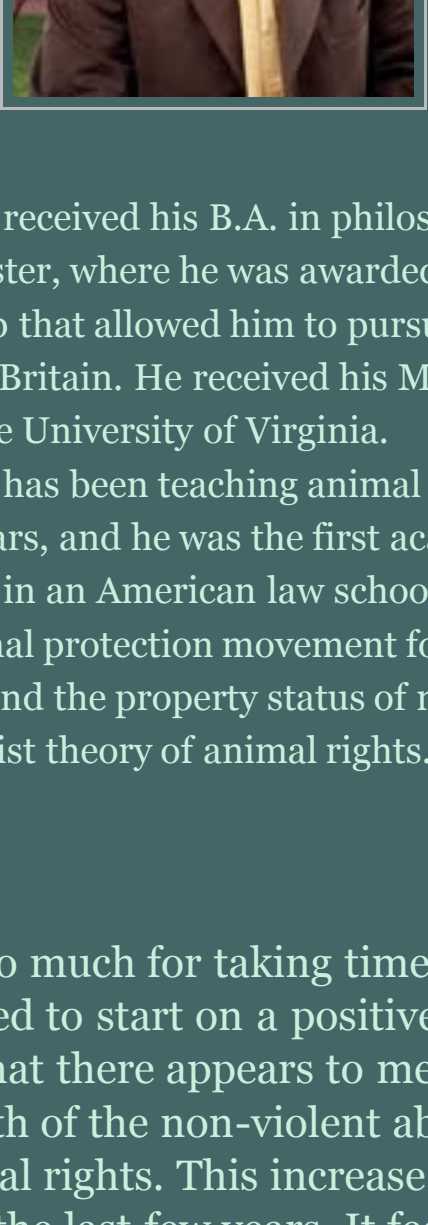 received his B.A. in philos
ster, where he was awarded
that allowed him to pursu
Britain. He received his M
e University of Virginia.
has been teaching animal
ars, and he was the first aca
in an American law schoo
al protection movement fo
nd the property status of n
ist theory of animal rights.
o much for taking time
ed to start on a positive
hat there appears to me
th of the non-violent ab
al rights. This increase
the last few years. It fe